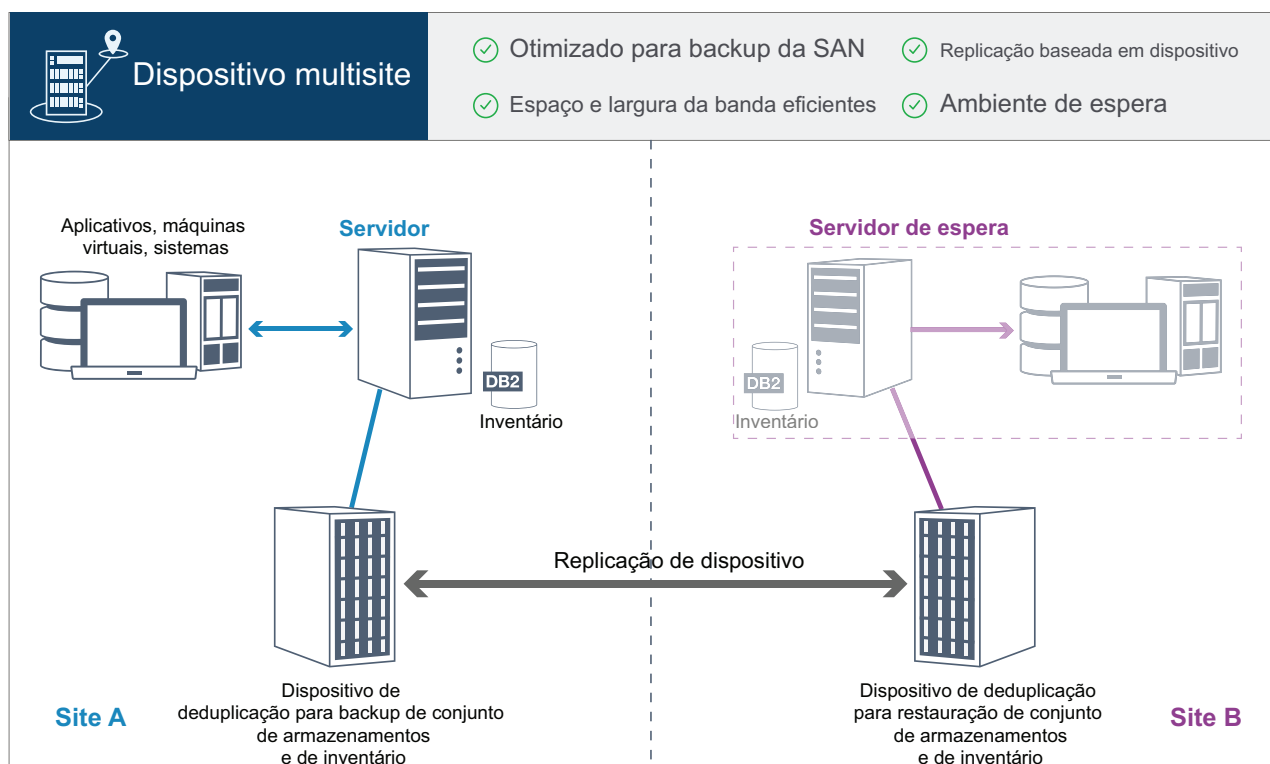 Dispositivo multisite
Otimizado para backup da SAN
Replicação baseada em dispositivo
Espaço e largura da banda eficientes
Ambiente de espera
Aplicativos, máquinas
virtuais, sistemas
Servidor
DB2
Inventário
Servidor de espera
DB2
Inventário
Replicação de dispositivo
Site A
Dispositivo de
deduplicação para backup de conjunto
de armazenamentos
e de inventário
Dispositivo de deduplicação
para restauração de conjunto
de armazenamentos
e de inventário
Site B